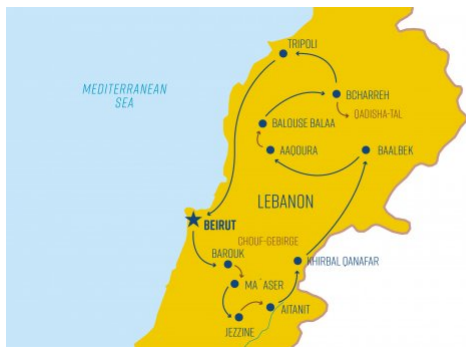 TRIPOLI
MEDITERRANEAN
SEA
BCHARREH
QADISHA-TAL
BALOUSE BALAA
AAQOURA
BAALBEK
LEBANON
BEIRUT
CHOUF-GEBIRGE
BAROUK
KHIRBAL QANAFAR
MA´ASER
AITANIT
JEZZINE